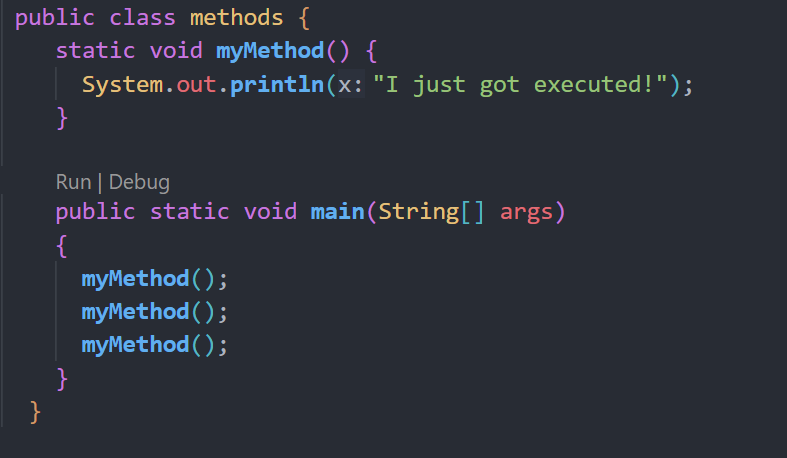 public class methods {
static void myMethod() {
System.out.println(x: "I just got executed!");
}
Run | Debug
public static void main(String[] args)
{
myMethod();
myMethod();
myMethod();
}
}